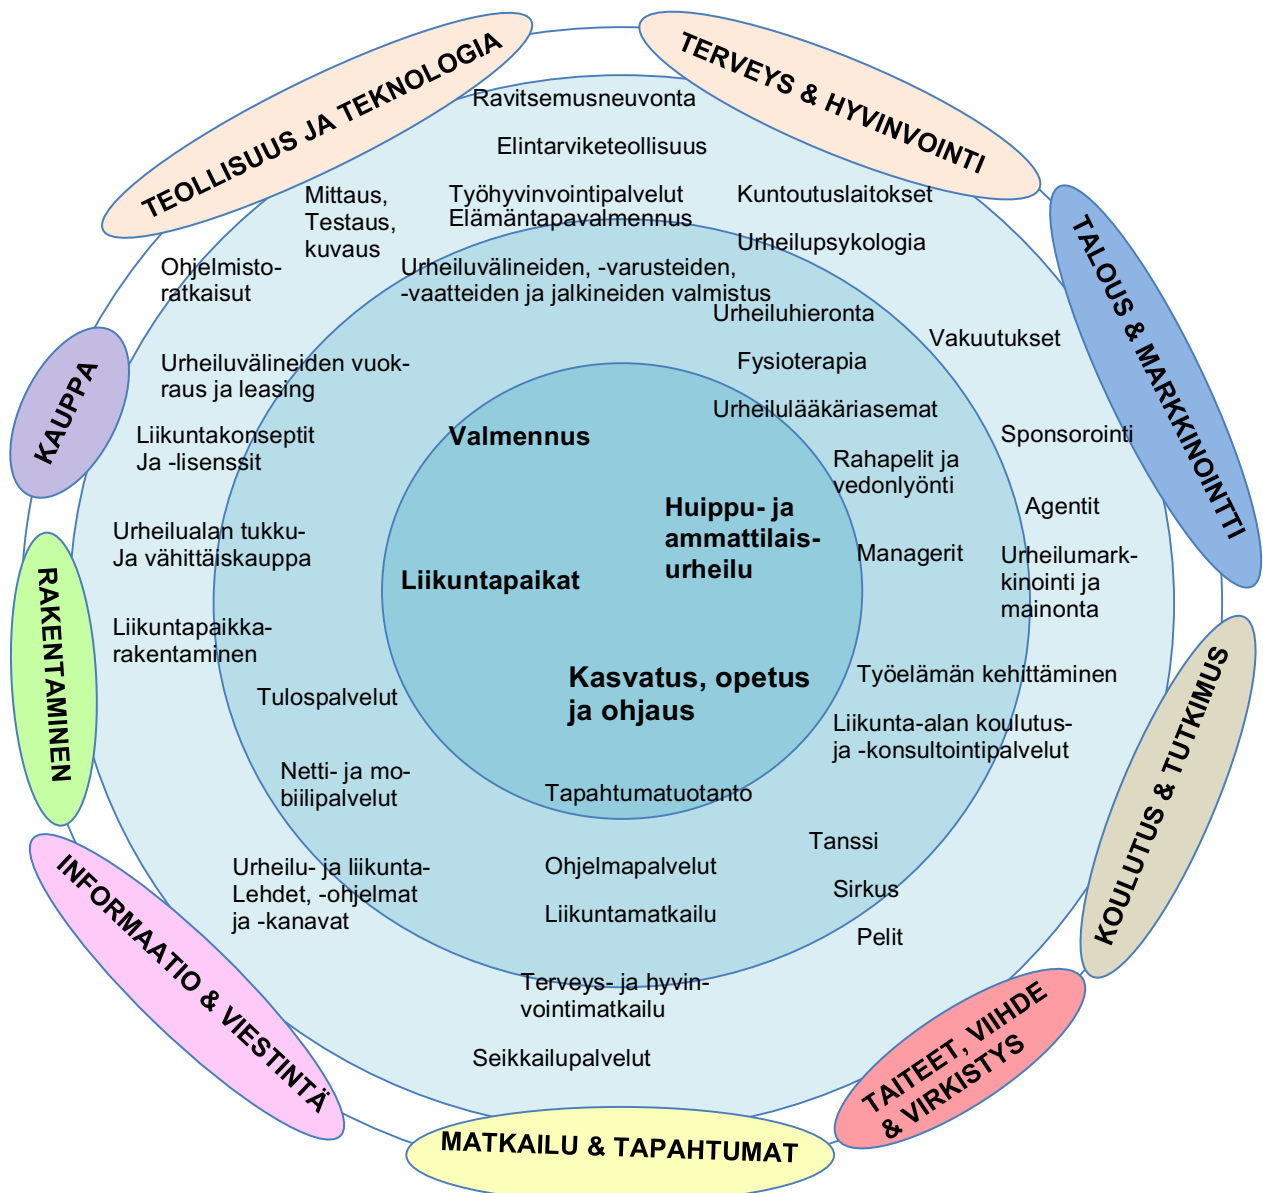 TEOLLISUUS JA TEKNOLOGIA
TERVEYS & HYVINVOINTI
TALOUS & MARKKINOINTTI
KOULUTUS & TUTKIMUS
TAITEET, VIIHDE
& VIRKISTYS
MATKAILU & TAPAHTUMAT
INFORMAATIO & VIESTINTÄ
RAKENTAMINEN
KAUPPA
Ravitsemusneuvonta
Elintarviketeollisuus
Mittaus,
Testaus,
kuvaus
Työhyvinvointipalvelut
Elämäntapavalmennus
Kuntoutuslaitokset
Urheilupsykologia
Ohjelmisto-
ratkaisut
Urheiluvälineiden, -varusteiden,
-vaatteiden ja jalkineiden valmistus
Urheiluhieronta
Vakuutukset
Fysioterapia
Urheiluvälineiden vuok-
raus ja leasing
Urheilulääkäriasemat
Liikuntakonseptit
Ja -lisenssit
Valmennus
Sponsorointi
Rahapelit ja
vedonlyönti
Huippu- ja
ammattilais-
urheilu
Agentit
Urheilualan tukku-
Ja vähittäiskauppa
Managerit
Urheilumark-
kinointi ja
mainonta
Liikuntapaikat
Liikuntapaikka-
rakentaminen
Kasvatus, opetus
ja ohjaus
Työelämän kehittäminen
Tulospalvelut
Liikunta-alan koulutus-
ja -konsultointipalvelut
Netti- ja mo-
biilipalvelut
Tapahtumatuotanto
Tanssi
Urheilu- ja liikunta-
Lehdet, -ohjelmat
ja -kanavat
Ohjelmapalvelut
Sirkus
Liikuntamatkailu
Pelit
Terveys- ja hyvin-
vointimatkailu
Seikkailupalvelut